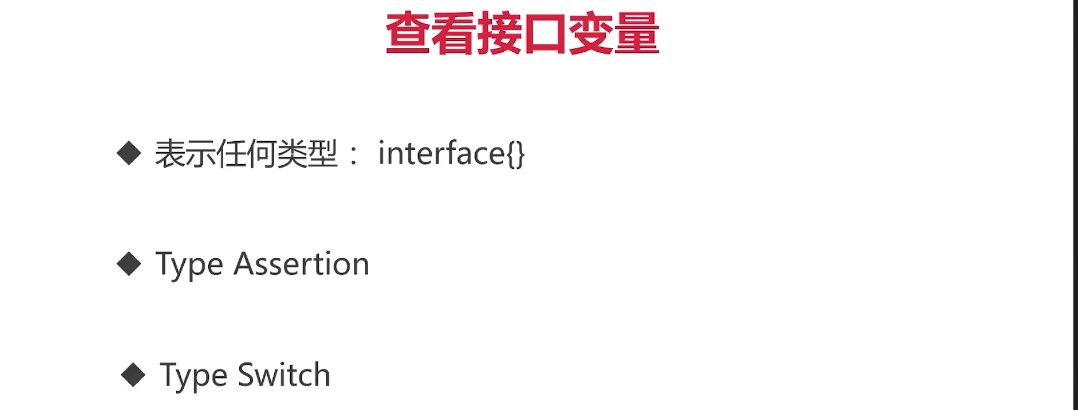 查看接口变量
◆ 表示任何类型： interface{}
◆ Type Assertion
◆ Type Switch